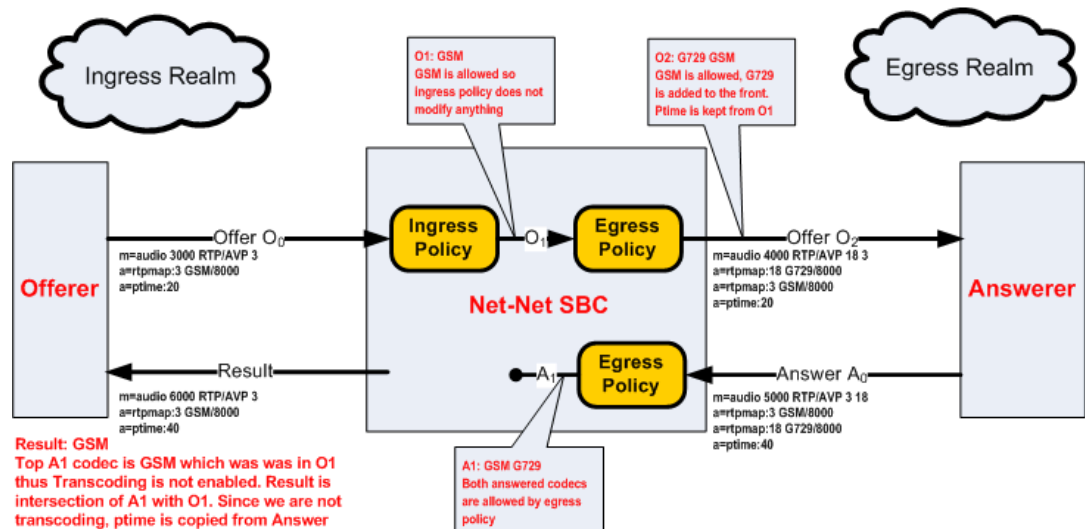 Ingress Realm
O1: GSM
GSM is allowed so
ingress policy does not
modify anything
O2: G729 GSM
GSM is allowed, G729
is added to the front.
Ptime is kept from O1
Egress Realm
Offerer
Offer O0
m=audio 3000 RTP/AVP 3
a=rtpmap:3 GSM/8000
a=ptime:20
Ingress
Policy
O1
Egress
Policy
Offer O2
m=audio 4000 RTP/AVP 18 3
a=rtpmap:18 G729/8000
a=rtpmap:3 GSM/8000
a=ptime:20
Answerer
Net-Net SBC
Result
m=audio 6000 RTP/AVP 3
a=rtpmap:3 GSM/8000
a=ptime:40
A1
Egress
Policy
Answer A0
m=audio 5000 RTP/AVP 3 18
a=rtpmap:3 GSM/8000
a=rtpmap:18 G729/8000
a=ptime:40
Result: GSM
Top A1 codec is GSM which was was in O1
thus Transcoding is not enabled. Result is
intersection of A1 with O1. Since we are not
transcoding, ptime is copied from Answer
A1: GSM G729
Both answered codecs
are allowed by egress
policy